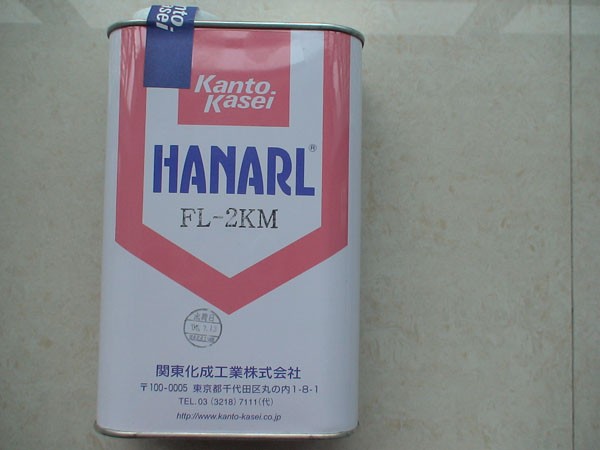 Kanto
Kasei
Kanto
Kasei
HANARL®
FL-2KM
関東化成工業株式会社
〒100-0005 東京都千代田区丸の内1-8-1
TEL.03 (3218) 7111 (代)
http://www.kanto-kasei.co.jp